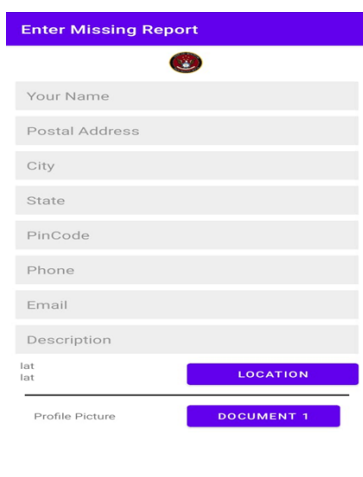 Enter Missing Report
Your Name
Postal Address
City
State
PinCode
Phone
Email
Description
lat
lat
LOCATION
Profile Picture
DOCUMENT 1